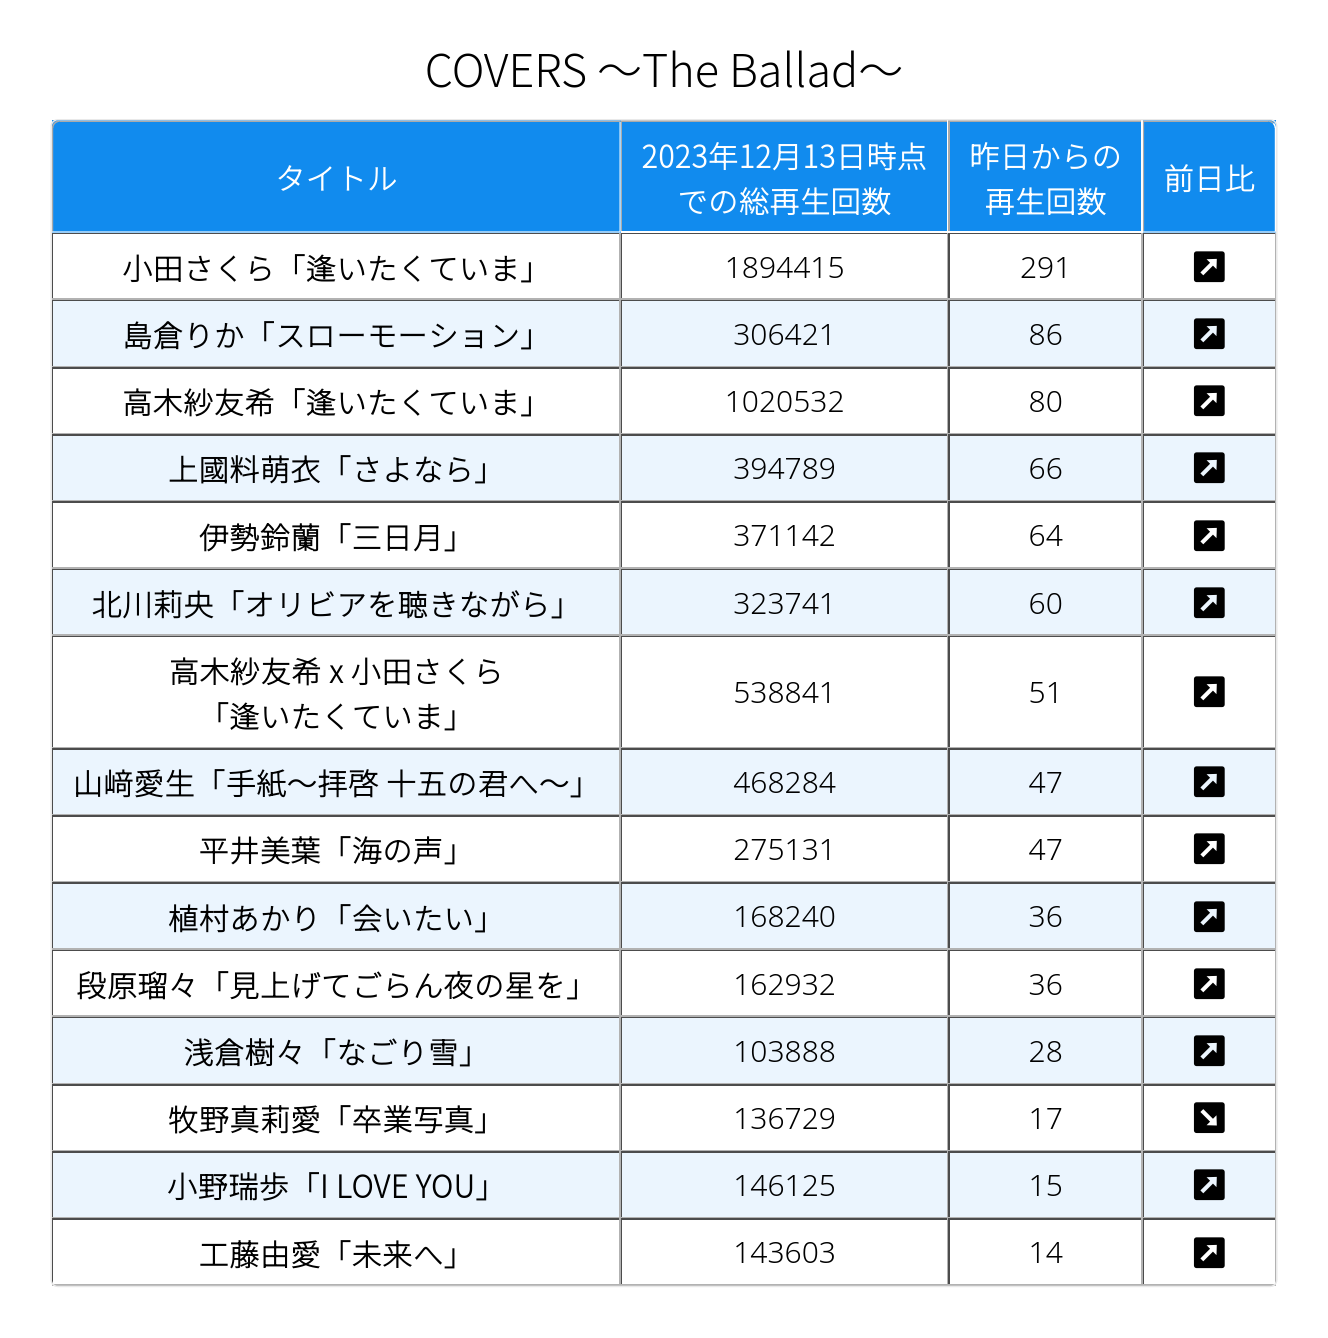 COVERS ～The Ballad～
タイトル
2023年12月13日時点
での総再生回数
昨日からの
再生回数
前日比
小田さくら「逢いたくていま」 1894415 291 ↗
島倉りか「スローモーション」 306421 86 ↗
高木紗友希「逢いたくていま」 1020532 80 ↗
上國料萌衣「さよなら」 394789 66 ↗
伊勢鈴蘭「三日月」 371142 64 ↗
北川莉央「オリビアを聴きながら」 323741 60 ↗
高木紗友希 x 小田さくら
「逢いたくていま」 538841 51 ↗
山﨑愛生「手紙～拝啓 十五の君へ～」 468284 47 ↗
平井美葉「海の声」 275131 47 ↗
植村あかり「会いたい」 168240 36 ↗
段原瑠々「見上げてごらん夜の星を」 162932 36 ↗
浅倉樹々「なごり雪」 103888 28 ↗
牧野真莉愛「卒業写真」 136729 17 ↘
小野瑞歩「I LOVE YOU」 146125 15 ↗
工藤由愛「未来へ」 143603 14 ↗